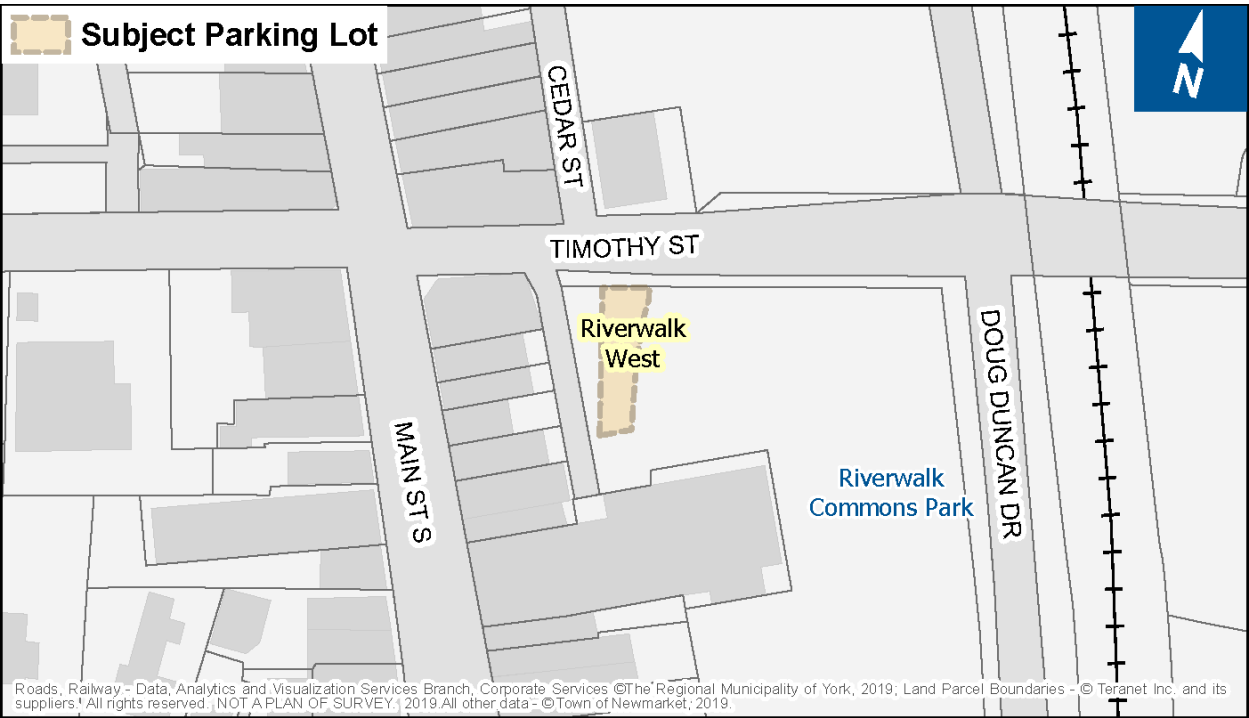 Subject Parking Lot
N
CEDAR ST
TIMOTHY ST
Riverwalk
West
DOUG DUNCAN DR
MAIN ST S
Riverwalk
Commons Park
Roads, Railway - Data, Analytics and Visualization Services Branch, Corporate Services ©The Regional Municipality of York, 2019; Land Parcel Boundaries - © Teranet Inc. and its
suppliers. All rights reserved. NOT A PLAN OF SURVEY. 2019.All other data - ©Town of Newmarket, 2019.